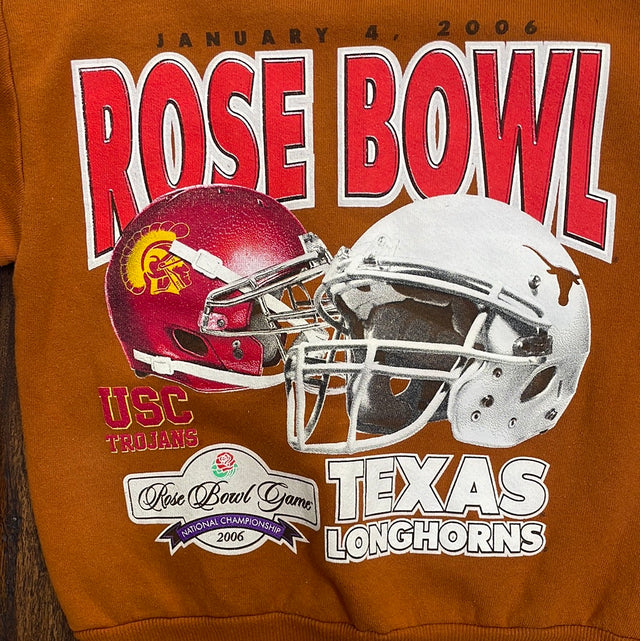 JANUARY 4, 2006
ROSE BOWL
USC
TROJANS
Rose Bowl Game
NATIONAL CHAMPIONSHIP
2006
TEXAS
LONGHORNS